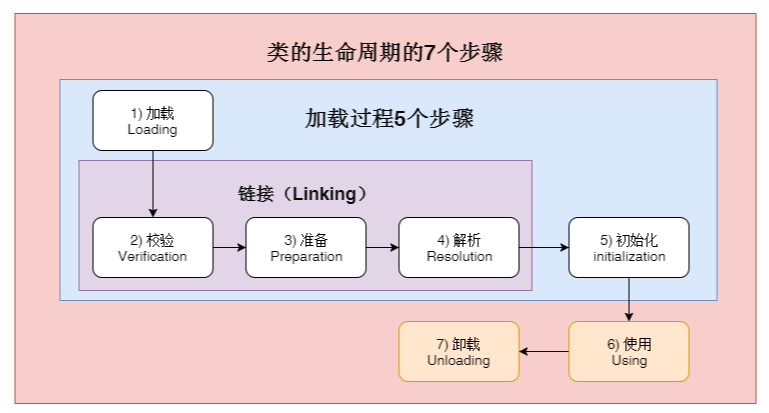 类的生命周期的7个步骤
1) 加载
Loading
加载过程5个步骤
链接（Linking）
2) 校验
Verification
3) 准备
Preparation
4) 解析
Resolution
5) 初始化
initialization
7) 卸载
Unloading
6) 使用
Using